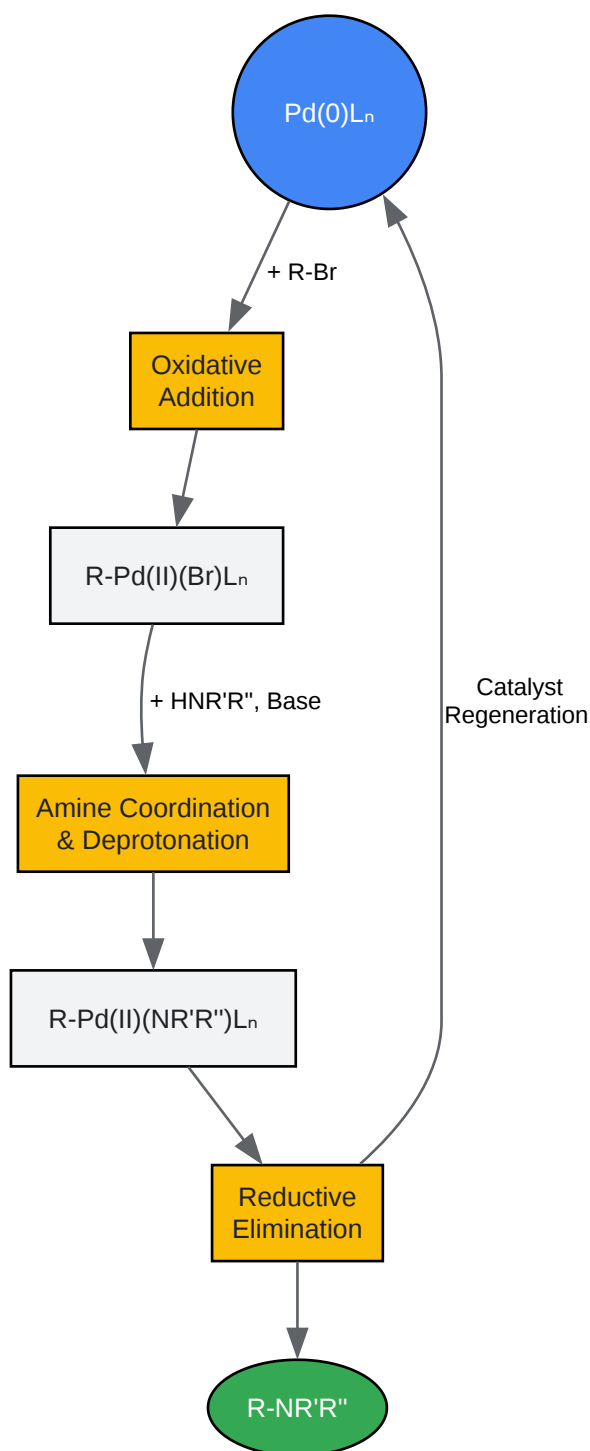 Pd(0)Lₙ
+ R-Br
Oxidative
Addition
R-Pd(II)(Br)Lₙ
+ HNR'R'', Base
Catalyst
Regeneration
Amine Coordination
& Deprotonation
R-Pd(II)(NR'R'')Lₙ
Reductive
Elimination
R-NR'R''